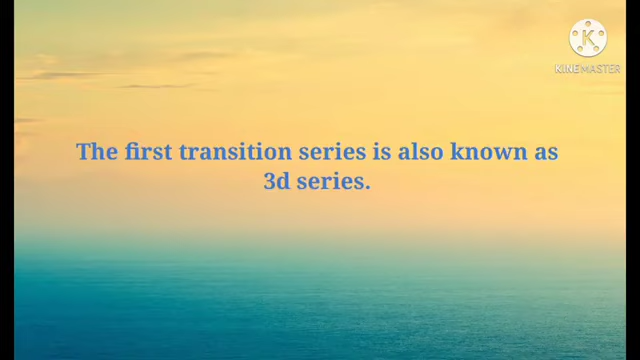 KINEMASTER
The first transition series is also known as
3d series.